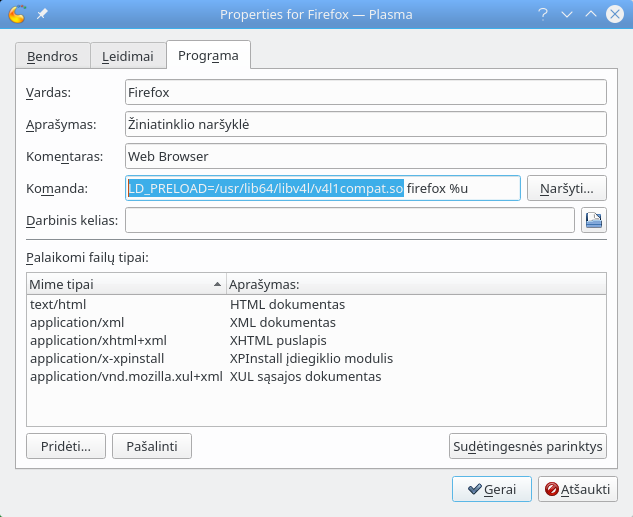 Properties for Firefox — Plasma
Bendros Leidimai Programa
Vardas: Firefox
Aprašymas: Žiniatinklio naršyklė
Komentaras: Web Browser
Komanda: LD_PRELOAD=/usr/lib64/libv4l/v4l1compat.so firefox %u Naršyti...
Darbinis kelias:
Palaikomi failų tipai:
Mime tipai Aprašymas:
text/html HTML dokumentas
application/xml XML dokumentas
application/xhtml+xml XHTML puslapis
application/x-xpinstall XPInstall įdiegiklio modulis
application/vnd.mozilla.xul+xml XUL sąsajos dokumentas
Pridėti... Pašalinti Sudėtingesnės parinktys
Gerai Atšaukti